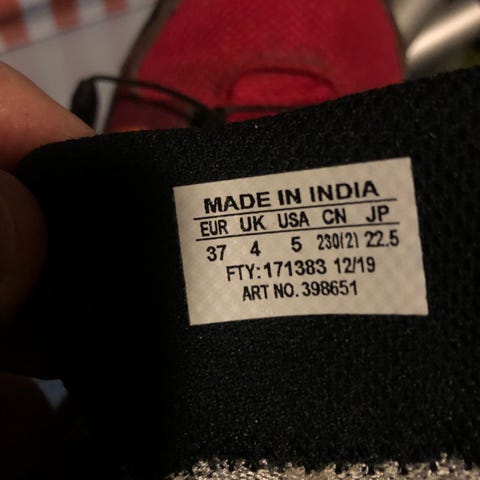 MADE IN INDIA
EUR UK USA CN JP
37 4 5 230(2) 22.5
FTY: 171383 12/19
ART NO. 398651